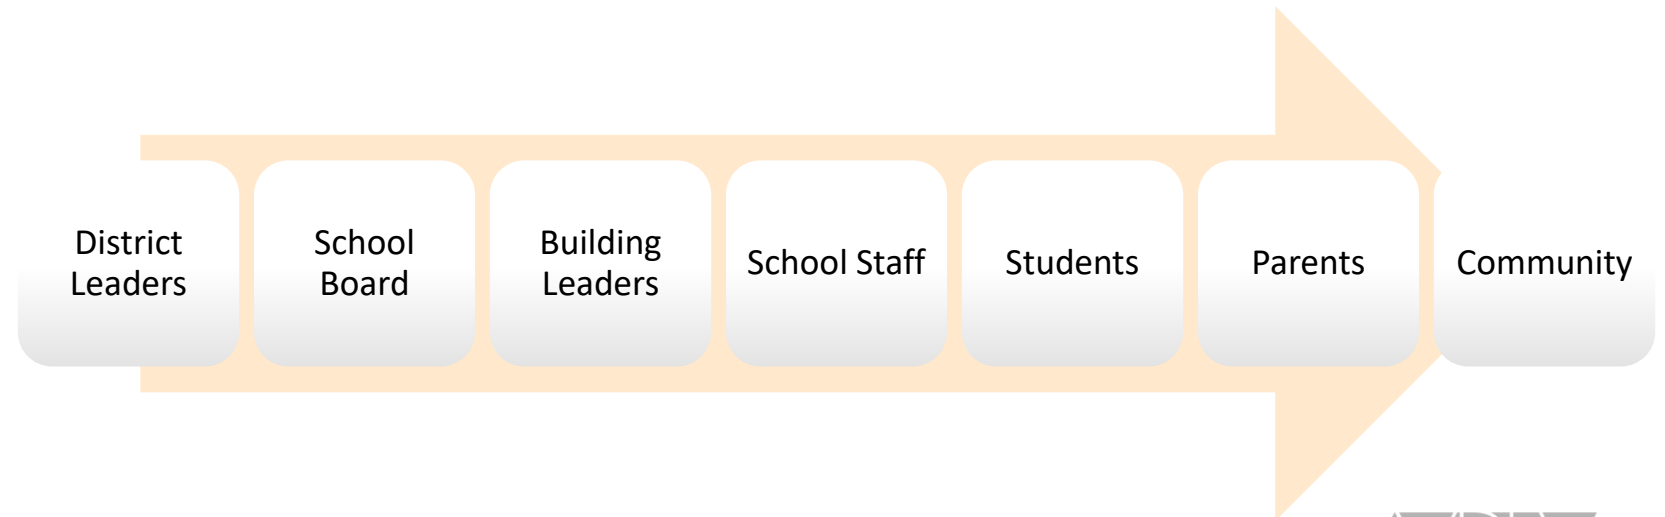 District
Leaders
School
Board
Building
Leaders
School Staff
Students
Parents
Community